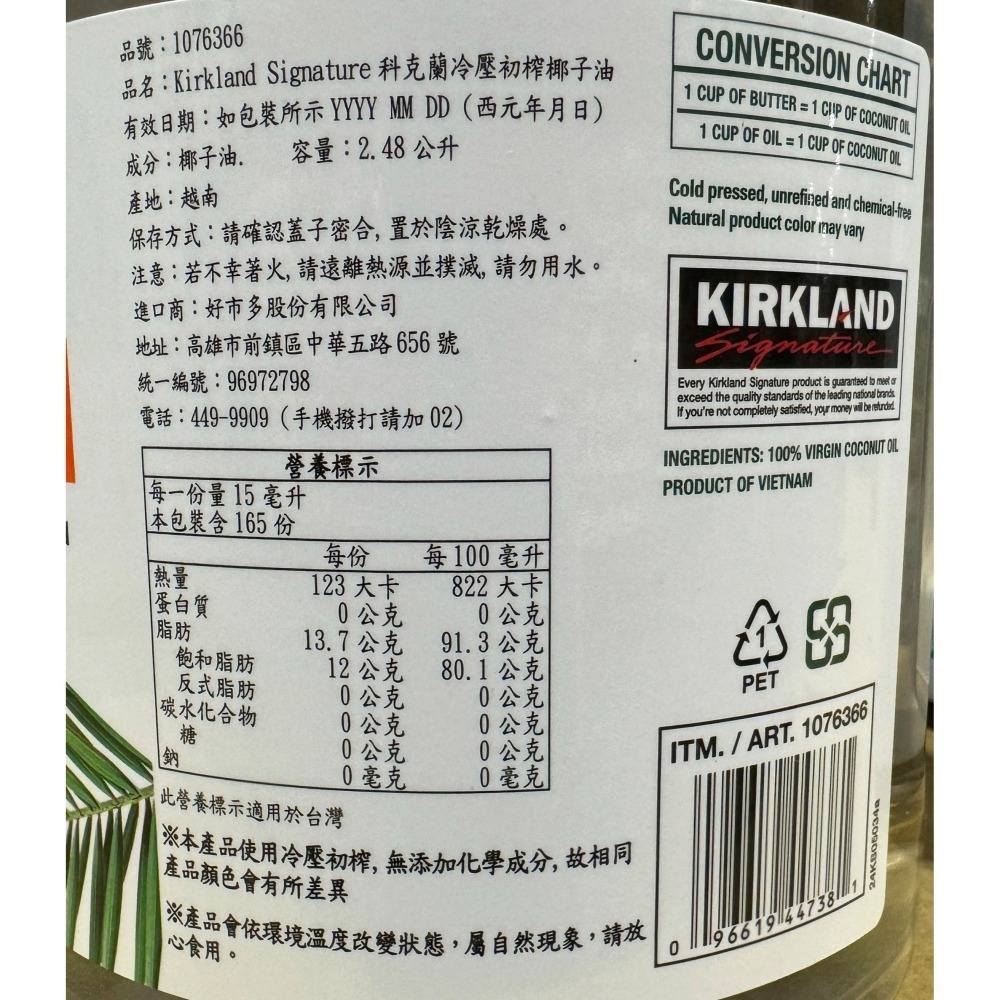 品號：1076366
品名：Kirkland Signature 科克蘭冷壓初榨椰子油
有效日期：如包裝所示 YYYY MM DD (西元年月日)
成分：椰子油. 容量：2.48 公升
產地：越南
保存方式：請確認蓋子密合, 置於陰涼乾燥處。
注意：若不幸著火, 請遠離熱源並撲滅, 請勿用水。
進口商：好市多股份有限公司
地址：高雄市前鎮區中華五路 656 號
統一編號：96972798
電話：449-9909 (手機撥打請加 02)
營養標示
每一份量 15 毫升
本包裝含 165 份
每份 每 100 毫升
熱量 123 大卡 822 大卡
蛋白質 0 公克 0 公克
脂肪 13.7 公克 91.3 公克
飽和脂肪 12 公克 80.1 公克
反式脂肪 0 公克 0 公克
碳水化合物 0 公克 0 公克
糖 0 公克 0 公克
鈉 0 毫克 0 毫克
此營養標示適用於台灣
※本產品使用冷壓初榨, 無添加化學成分, 故相同
產品顏色會有所差異
※產品會依環境溫度改變狀態，屬自然現象，請放
心食用。
CONVERSION CHART
1 CUP OF BUTTER = 1 CUP OF COCONUT OIL
1 CUP OF OIL = 1 CUP OF COCONUT OIL
Cold pressed, unrefined and chemical-free
Natural product color may vary
KIRKLAND
Signature
Every Kirkland Signature product is guaranteed to meet or
exceed the quality standards of the leading national brands.
If you're not completely satisfied, your money will be refunded.
INGREDIENTS: 100% VIRGIN COCONUT OIL
PRODUCT OF VIETNAM
1
PET
ITM. / ART. 1076366
0 96619 44738 1
24KB060348